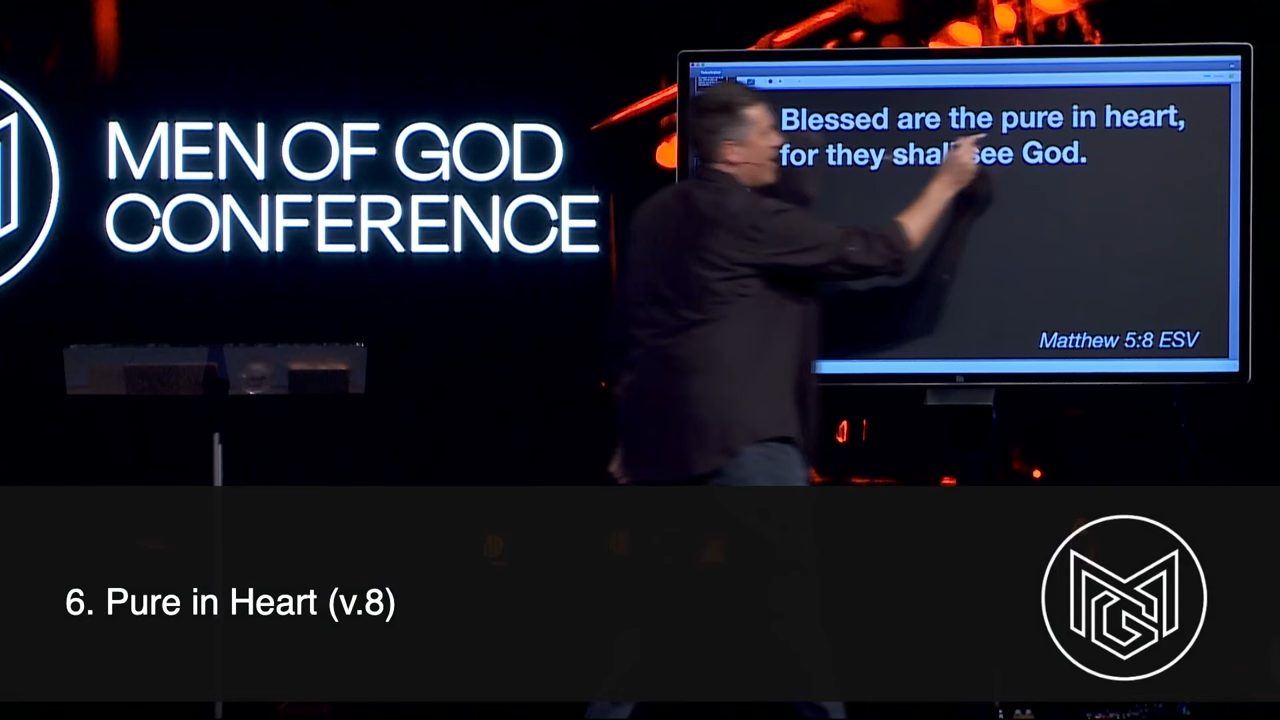 MEN OF GOD
CONFERENCE
Blessed are the pure in heart,
for they shall see God.
Matthew 5:8 ESV
6. Pure in Heart (v.8)
MG